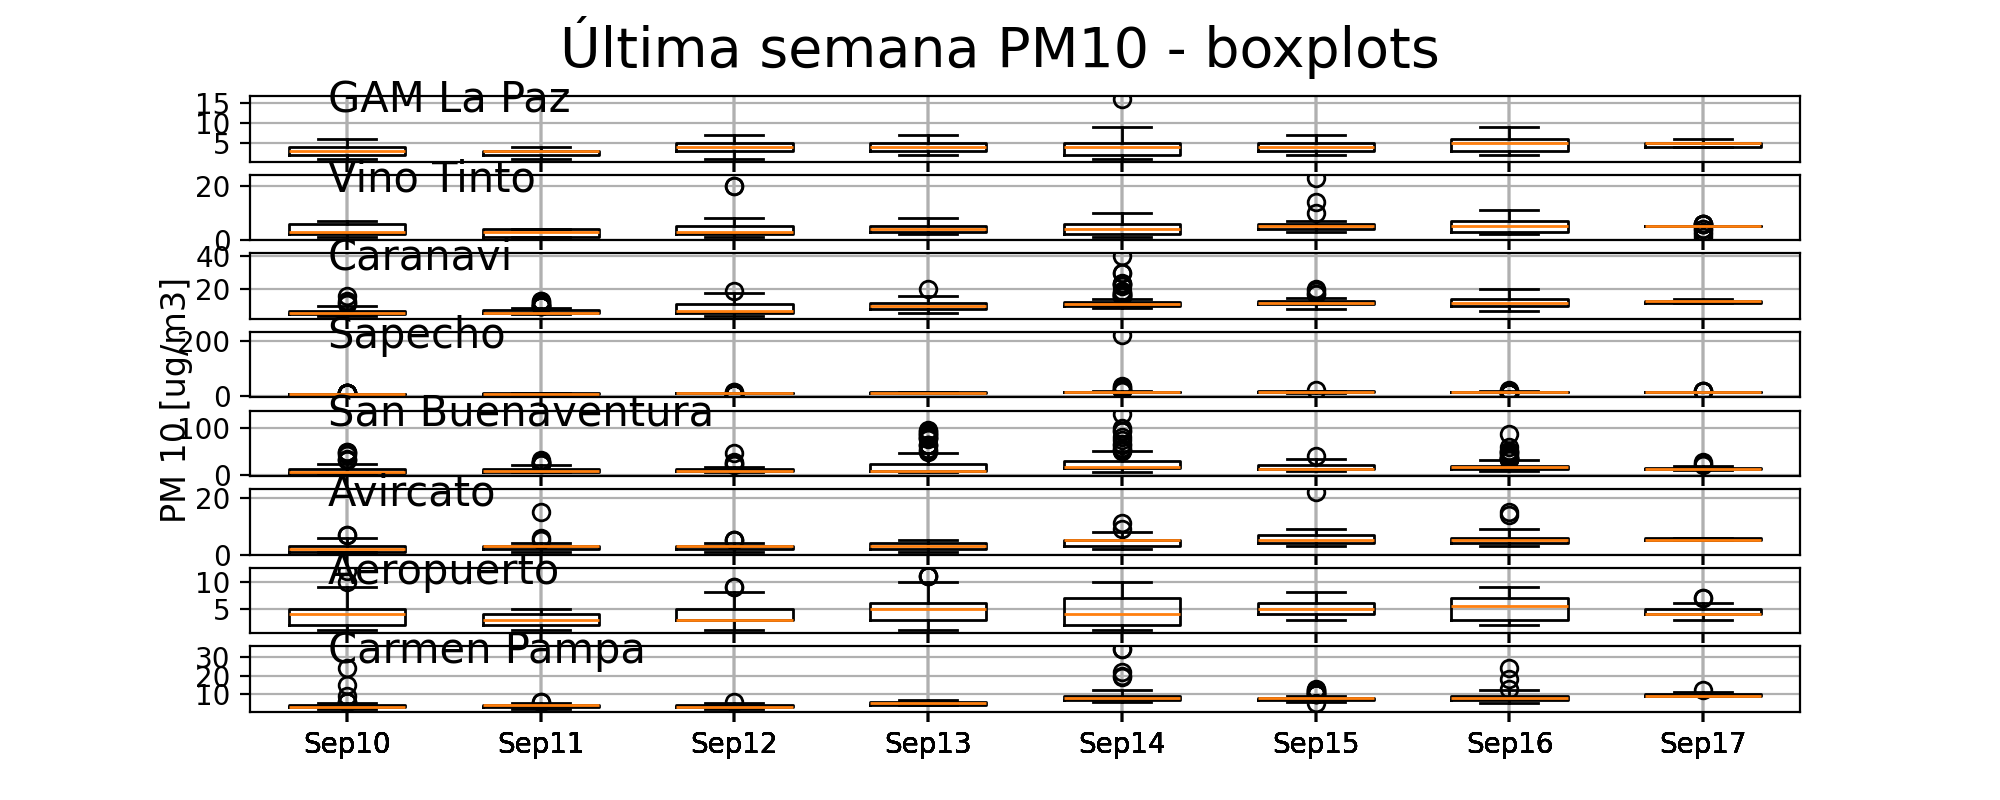 Última semana PM10 - boxplots
GAM La Paz
15
10
5
Vino Tinto
20
0
Caranavi
40
20
Sapecho
200
0
San Buenaventura
100
0
Avircato
20
0
Aeropuerto
10
5
Carmen Pampa
30
20
10
PM 10 [ug/m3]
Sep10 Sep11 Sep12 Sep13 Sep14 Sep15 Sep16 Sep17